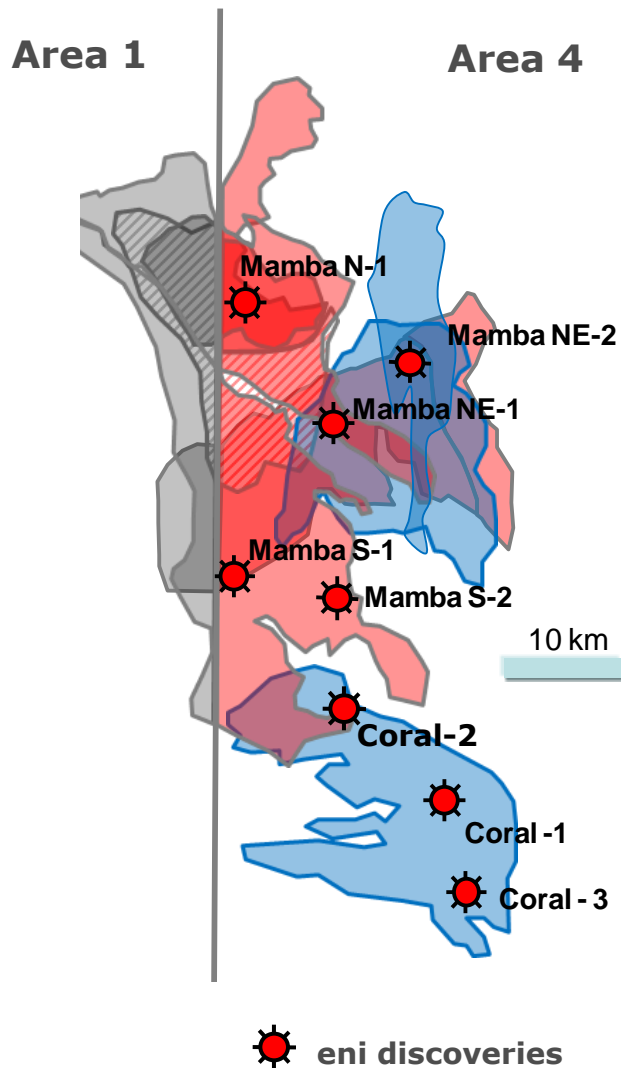 Area 1
Area 4
Mamba N-1
Mamba NE-2
Mamba NE-1
Mamba S-1
Mamba S-2
10 km
Coral-2
Coral -1
Coral - 3
eni discoveries